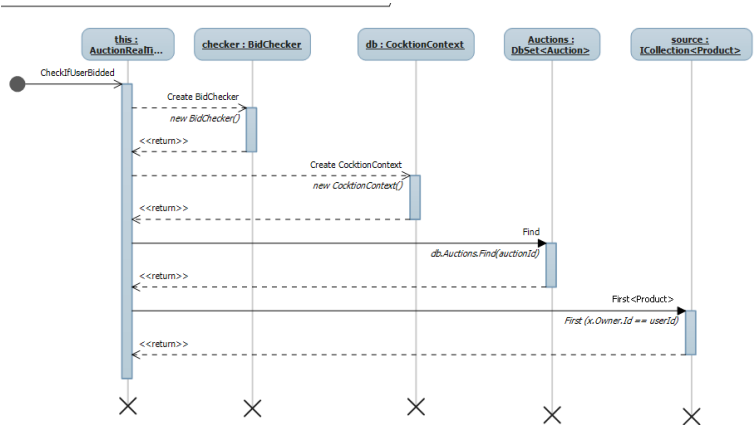 this :
AuctionRealTi...
checker : BidChecker
db : CocktionContext
Auctions :
DbSet<Auction>
source :
ICollection<Product>
CheckIfUserBidded
Create BidChecker
new BidChecker()
<<return>>
Create CocktionContext
new CocktionContext()
<<return>>
Find
db.Auctions.Find(auctionId)
<<return>>
First<Product>
First (x.Owner.Id == userId)
<<return>>